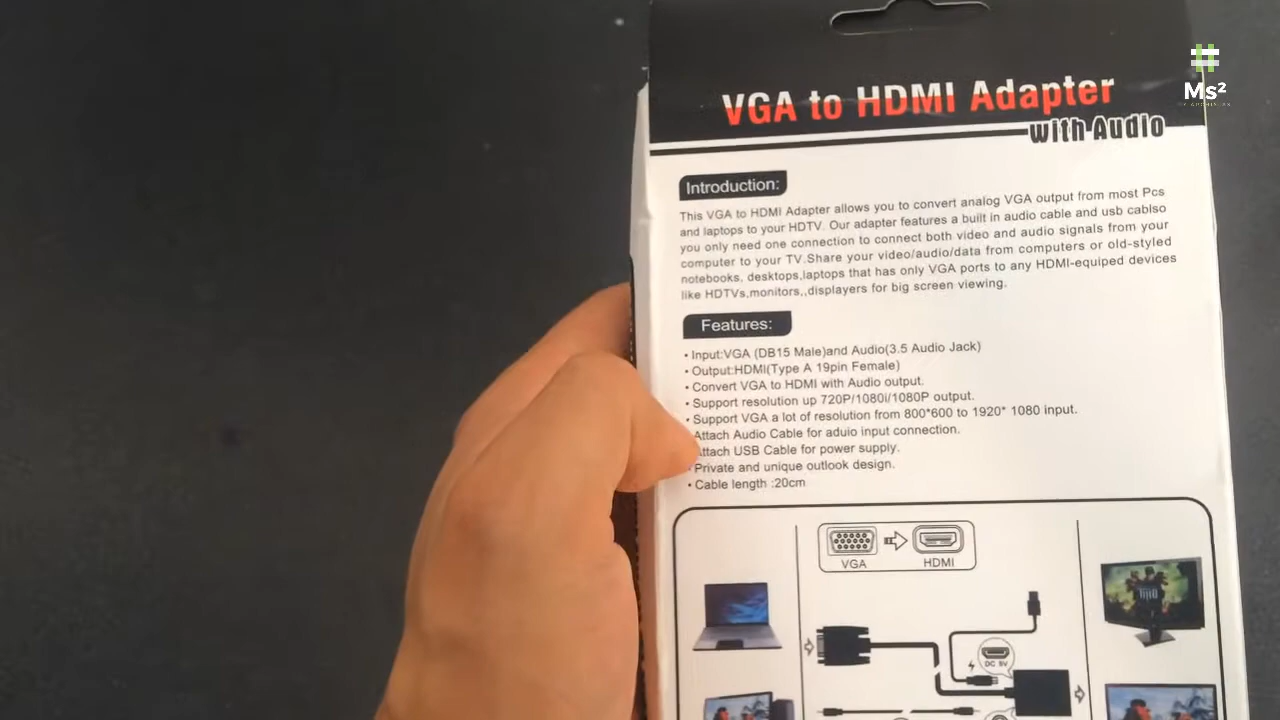 Ms²
VGA to HDMI Adapter
with Audio
Introduction:
This VGA to HDMI Adapter allows you to convert analog VGA output from most Pcs
and laptops to your HDTV. Our adapter features a built in audio cable and usb cablso
you only need one connection to connect both video and audio signals from your
computer to your TV.Share your video/audio/data from computers or old-styled
notebooks, desktops,laptops that has only VGA ports to any HDMI-equiped devices
like HDTVs,monitors,,displayers for big screen viewing.
Features:
• Input:VGA (DB15 Male)and Audio(3.5 Audio Jack)
• Output:HDMI(Type A 19pin Female)
• Convert VGA to HDMI with Audio output.
• Support resolution up 720P/1080i/1080P output.
• Support VGA a lot of resolution from 800*600 to 1920* 1080 input.
Attach Audio Cable for aduio input connection.
Attach USB Cable for power supply.
• Private and unique outlook design.
• Cable length :20cm
VGA
HDMI
DC 5V